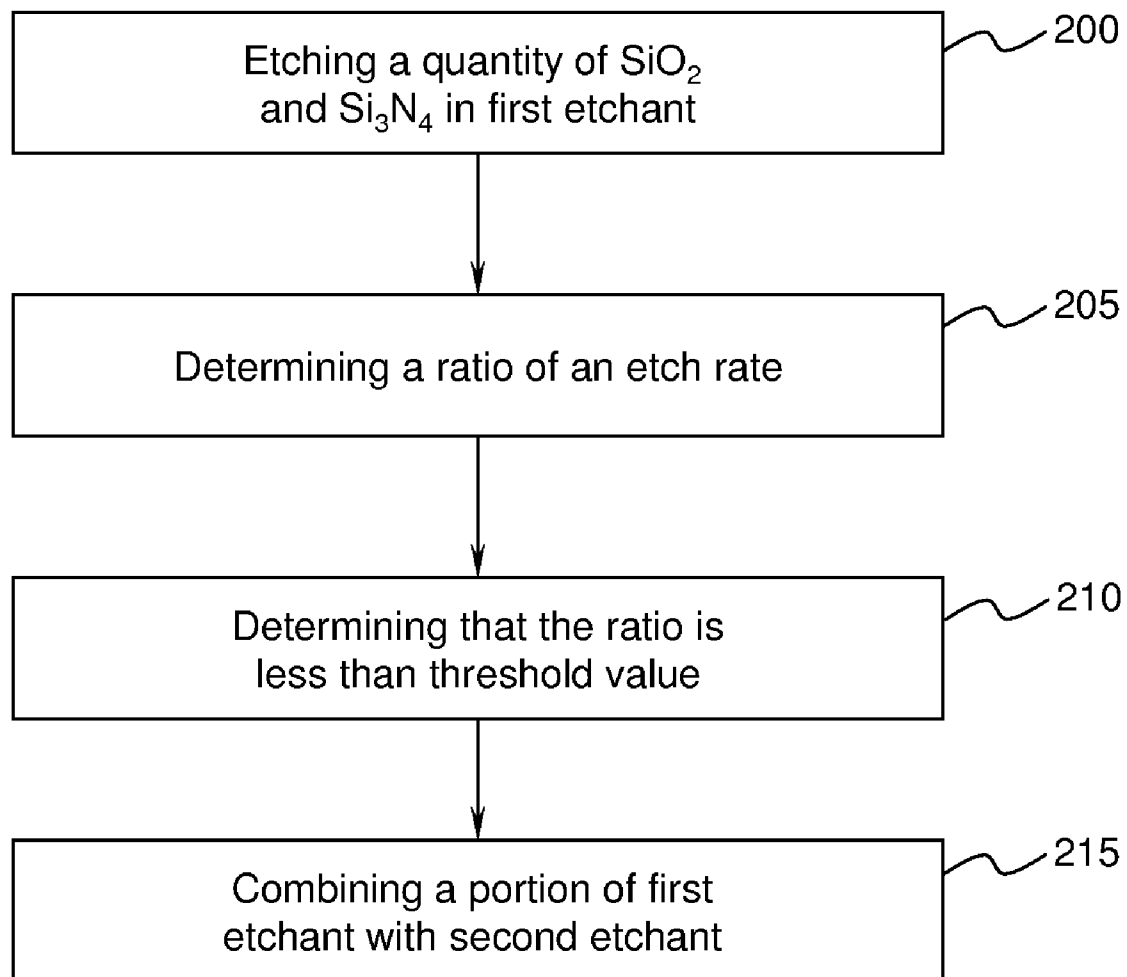 200
Etching a quantity of SiO₂
and Si₃N₄ in first etchant
205
Determining a ratio of an etch rate
210
Determining that the ratio is
less than threshold value
215
Combining a portion of first
etchant with second etchant